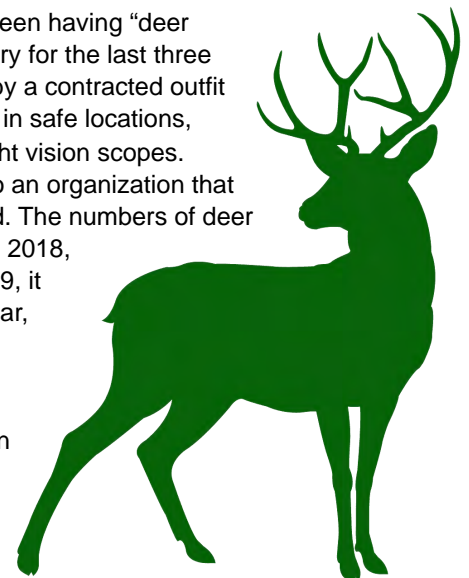 een having “deer
ry for the last three
by a contracted outfit
in safe locations,
ht vision scopes.
o an organization that
d. The numbers of deer
2018,
9, it
ar,
n